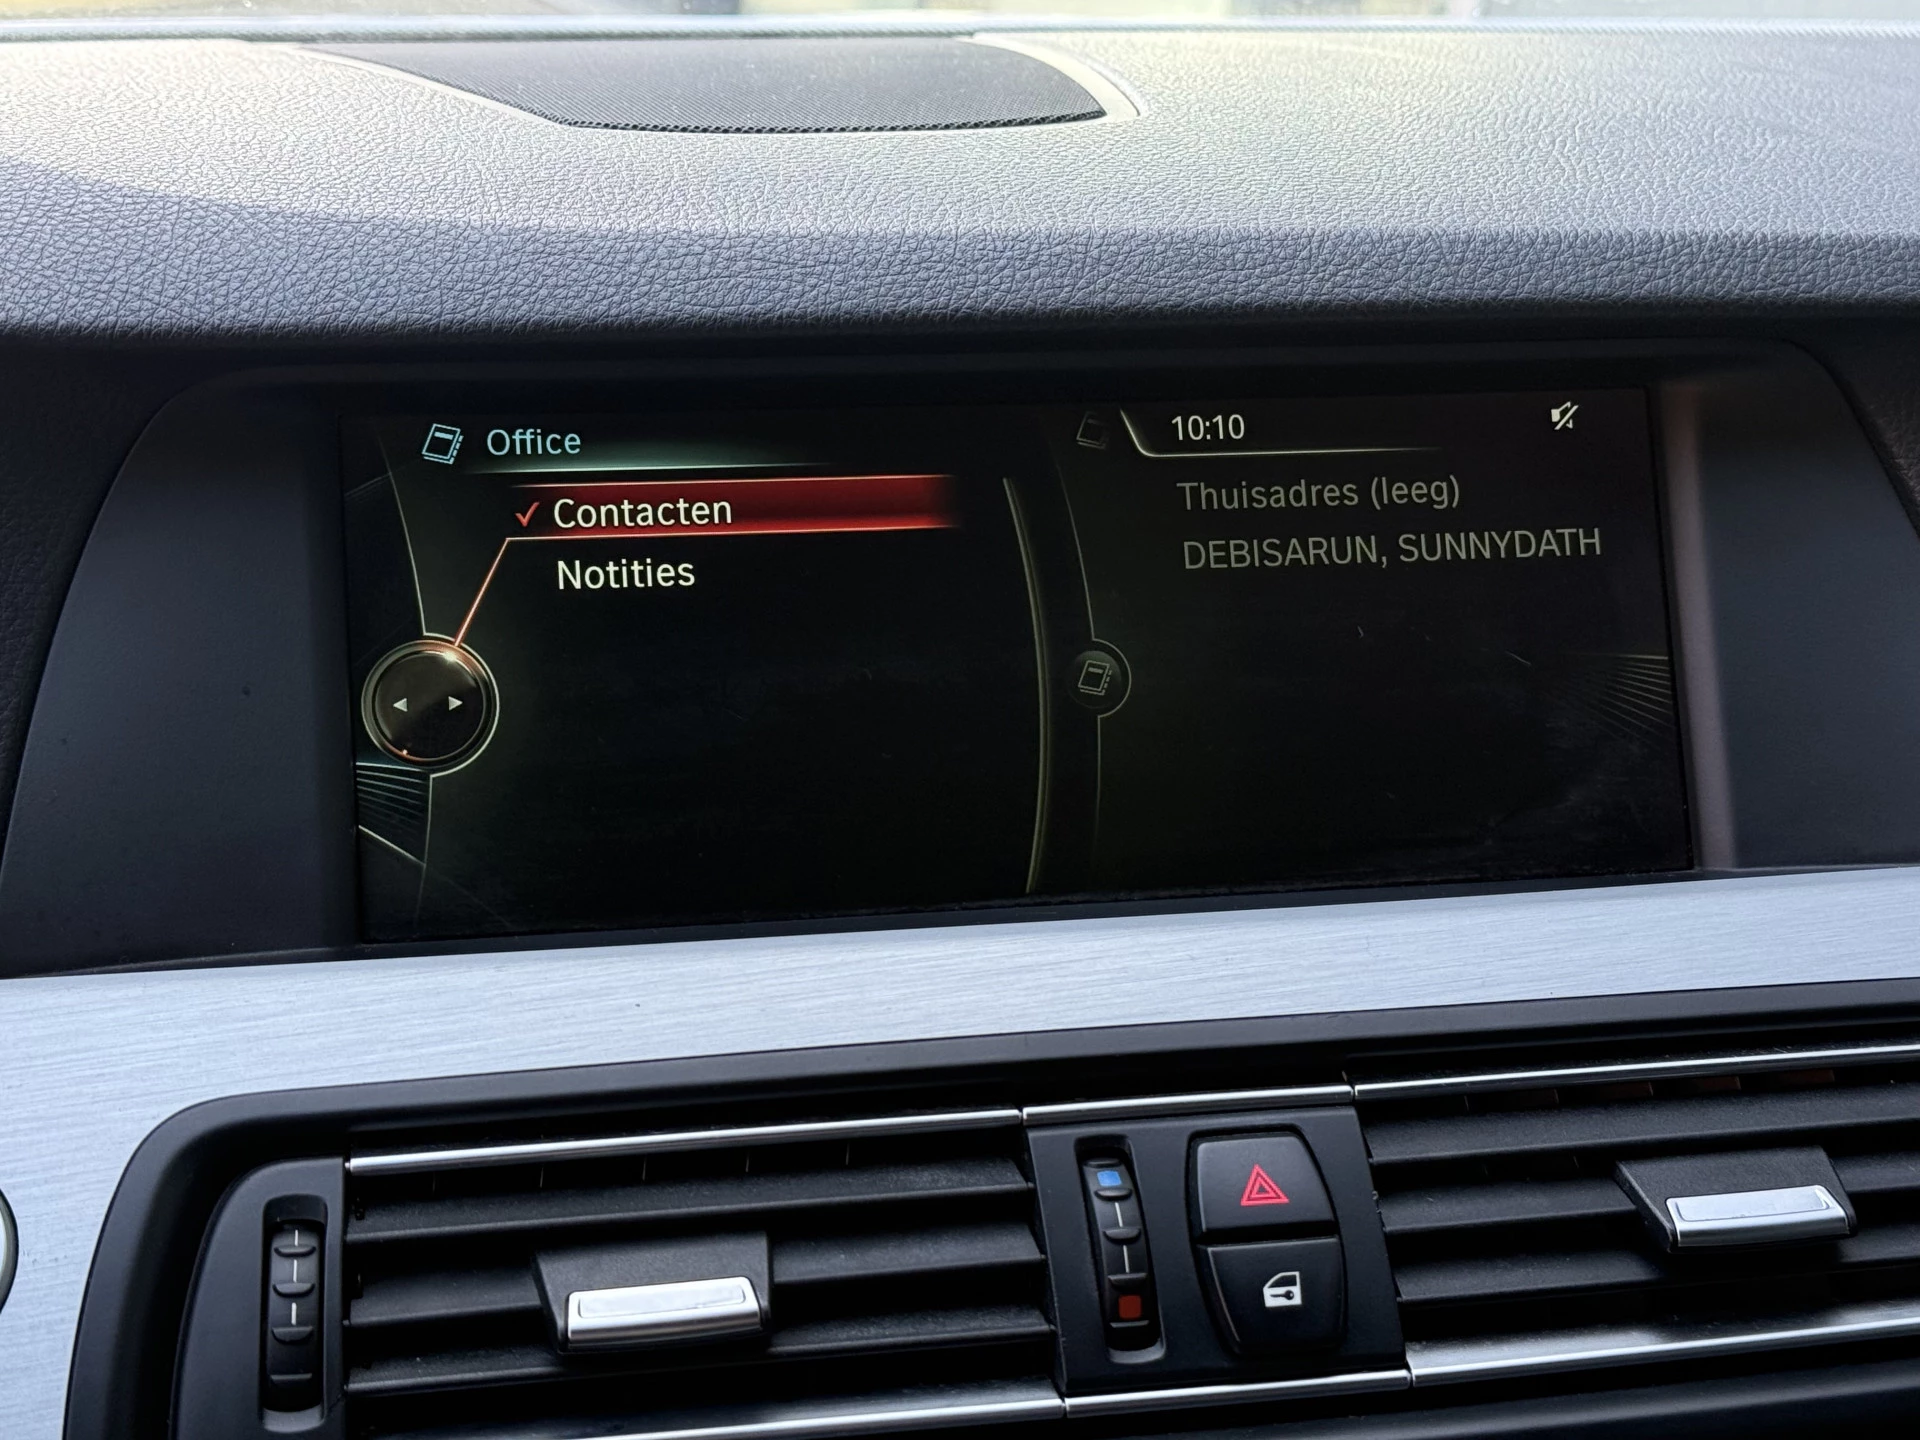 Office
Contacten
Notities
10:10
Thuisadres (leeg)
DEBISARUN, SUNNYDATH